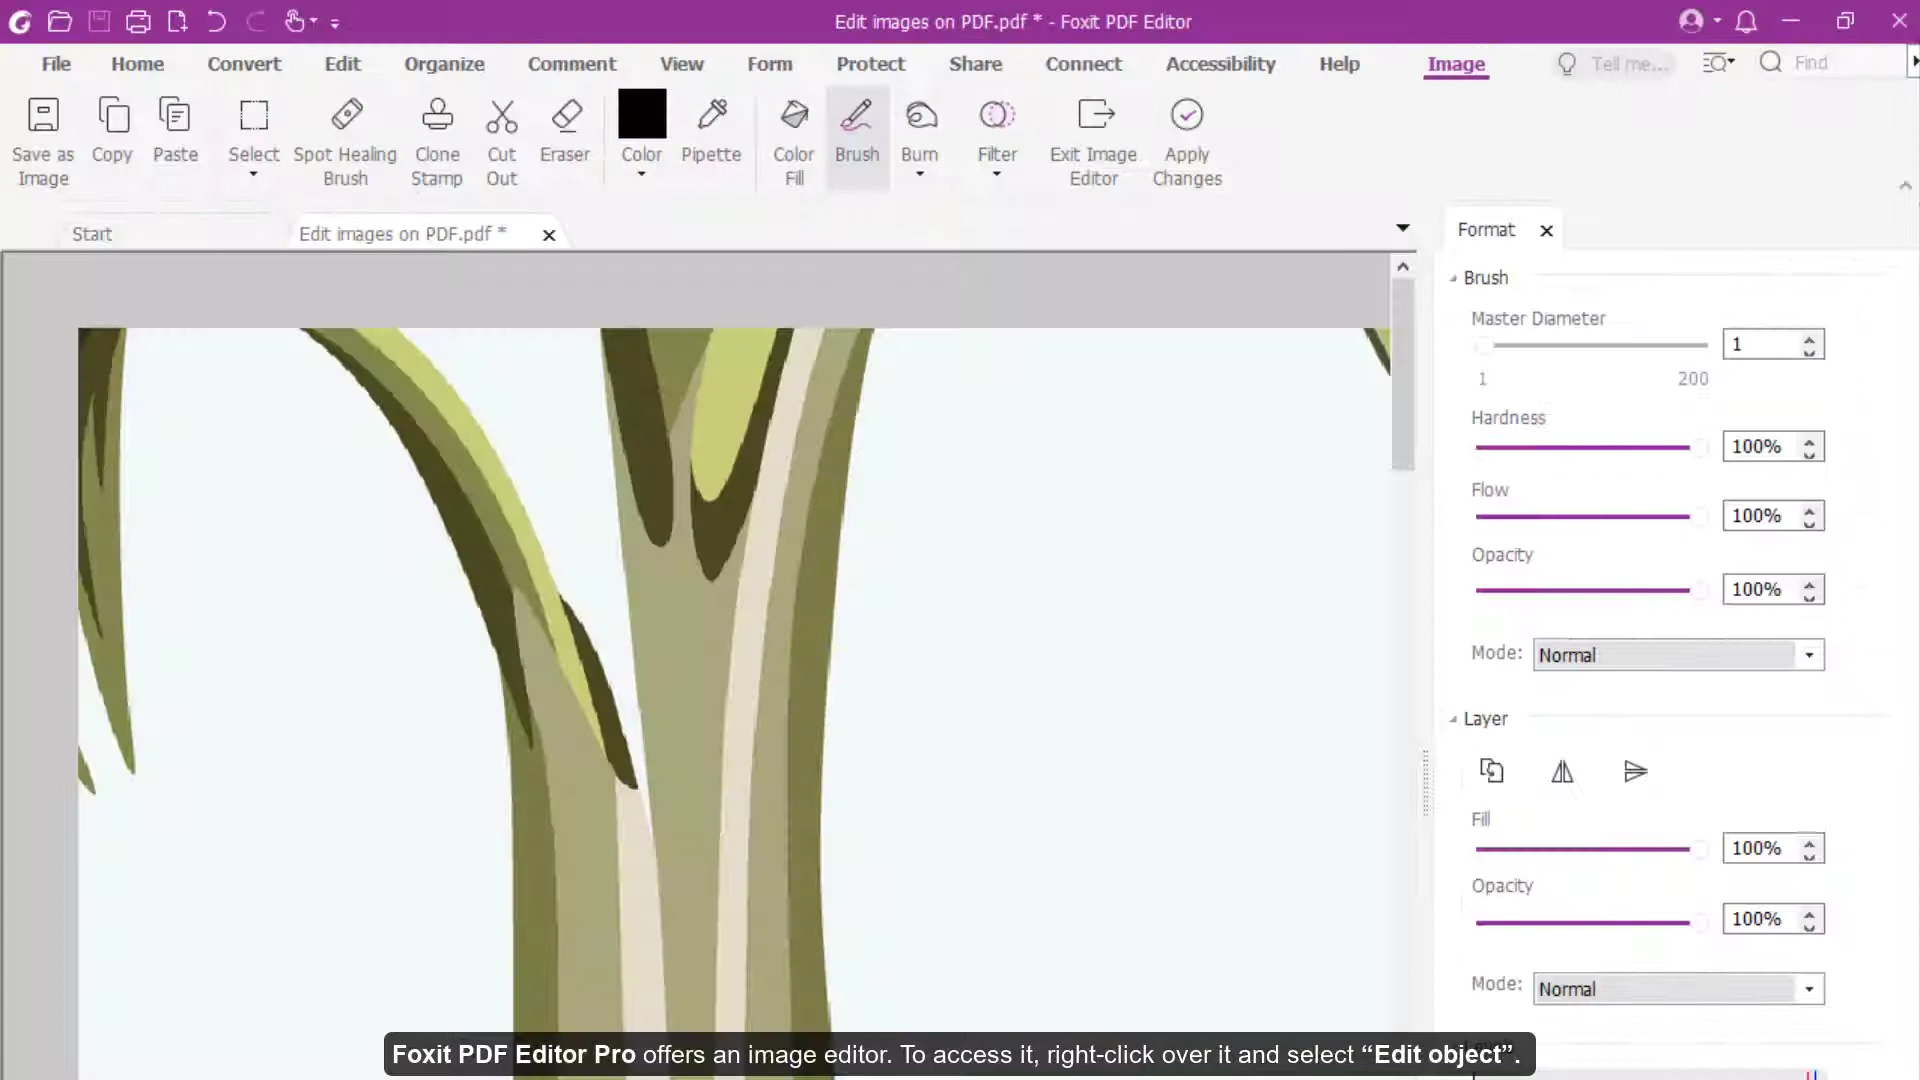 Edit images on PDF.pdf * - Foxit PDF Editor
File Home Convert Edit Organize Comment View Form Protect Share Connect Accessibility Help Image Tell me... Find
Save as Image
Copy
Paste
Select
Spot Healing Brush
Clone Stamp
Cut Out
Eraser
Color
Pipette
Color Fill
Brush
Burn
Filter
Exit Image Editor
Apply Changes
Start
Edit images on PDF.pdf *
Format
Brush
Master Diameter
1
1 200
Hardness
100%
Flow
100%
Opacity
100%
Mode: Normal
Layer
Fill
100%
Opacity
100%
Mode: Normal
Foxit PDF Editor Pro offers an image editor. To access it, right-click over it and select “Edit object”.